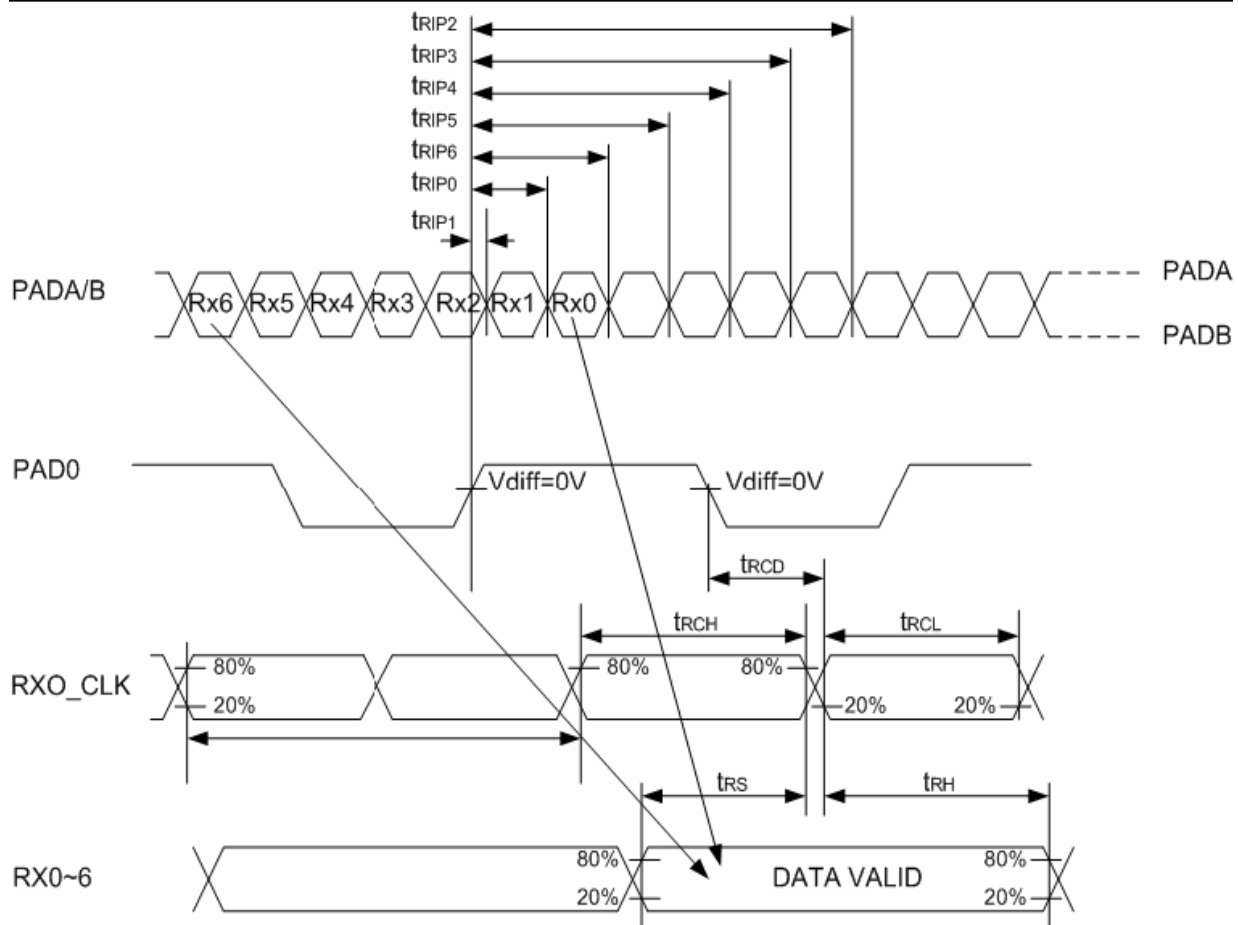 tRIP2
tRIP3
tRIP4
tRIP5
tRIP6
tRIP0
tRIP1
PADA/B
Rx6 Rx5 Rx4 Rx3 Rx2 Rx1 Rx0
PADA
PADB
PAD0
Vdiff=0V Vdiff=0V
tRCD
tRCH tRCL
RXO_CLK
80% 80% 80%
20% 20% 20%
tRS tRH
RX0~6
80% DATA VALID 80%
20% 20%